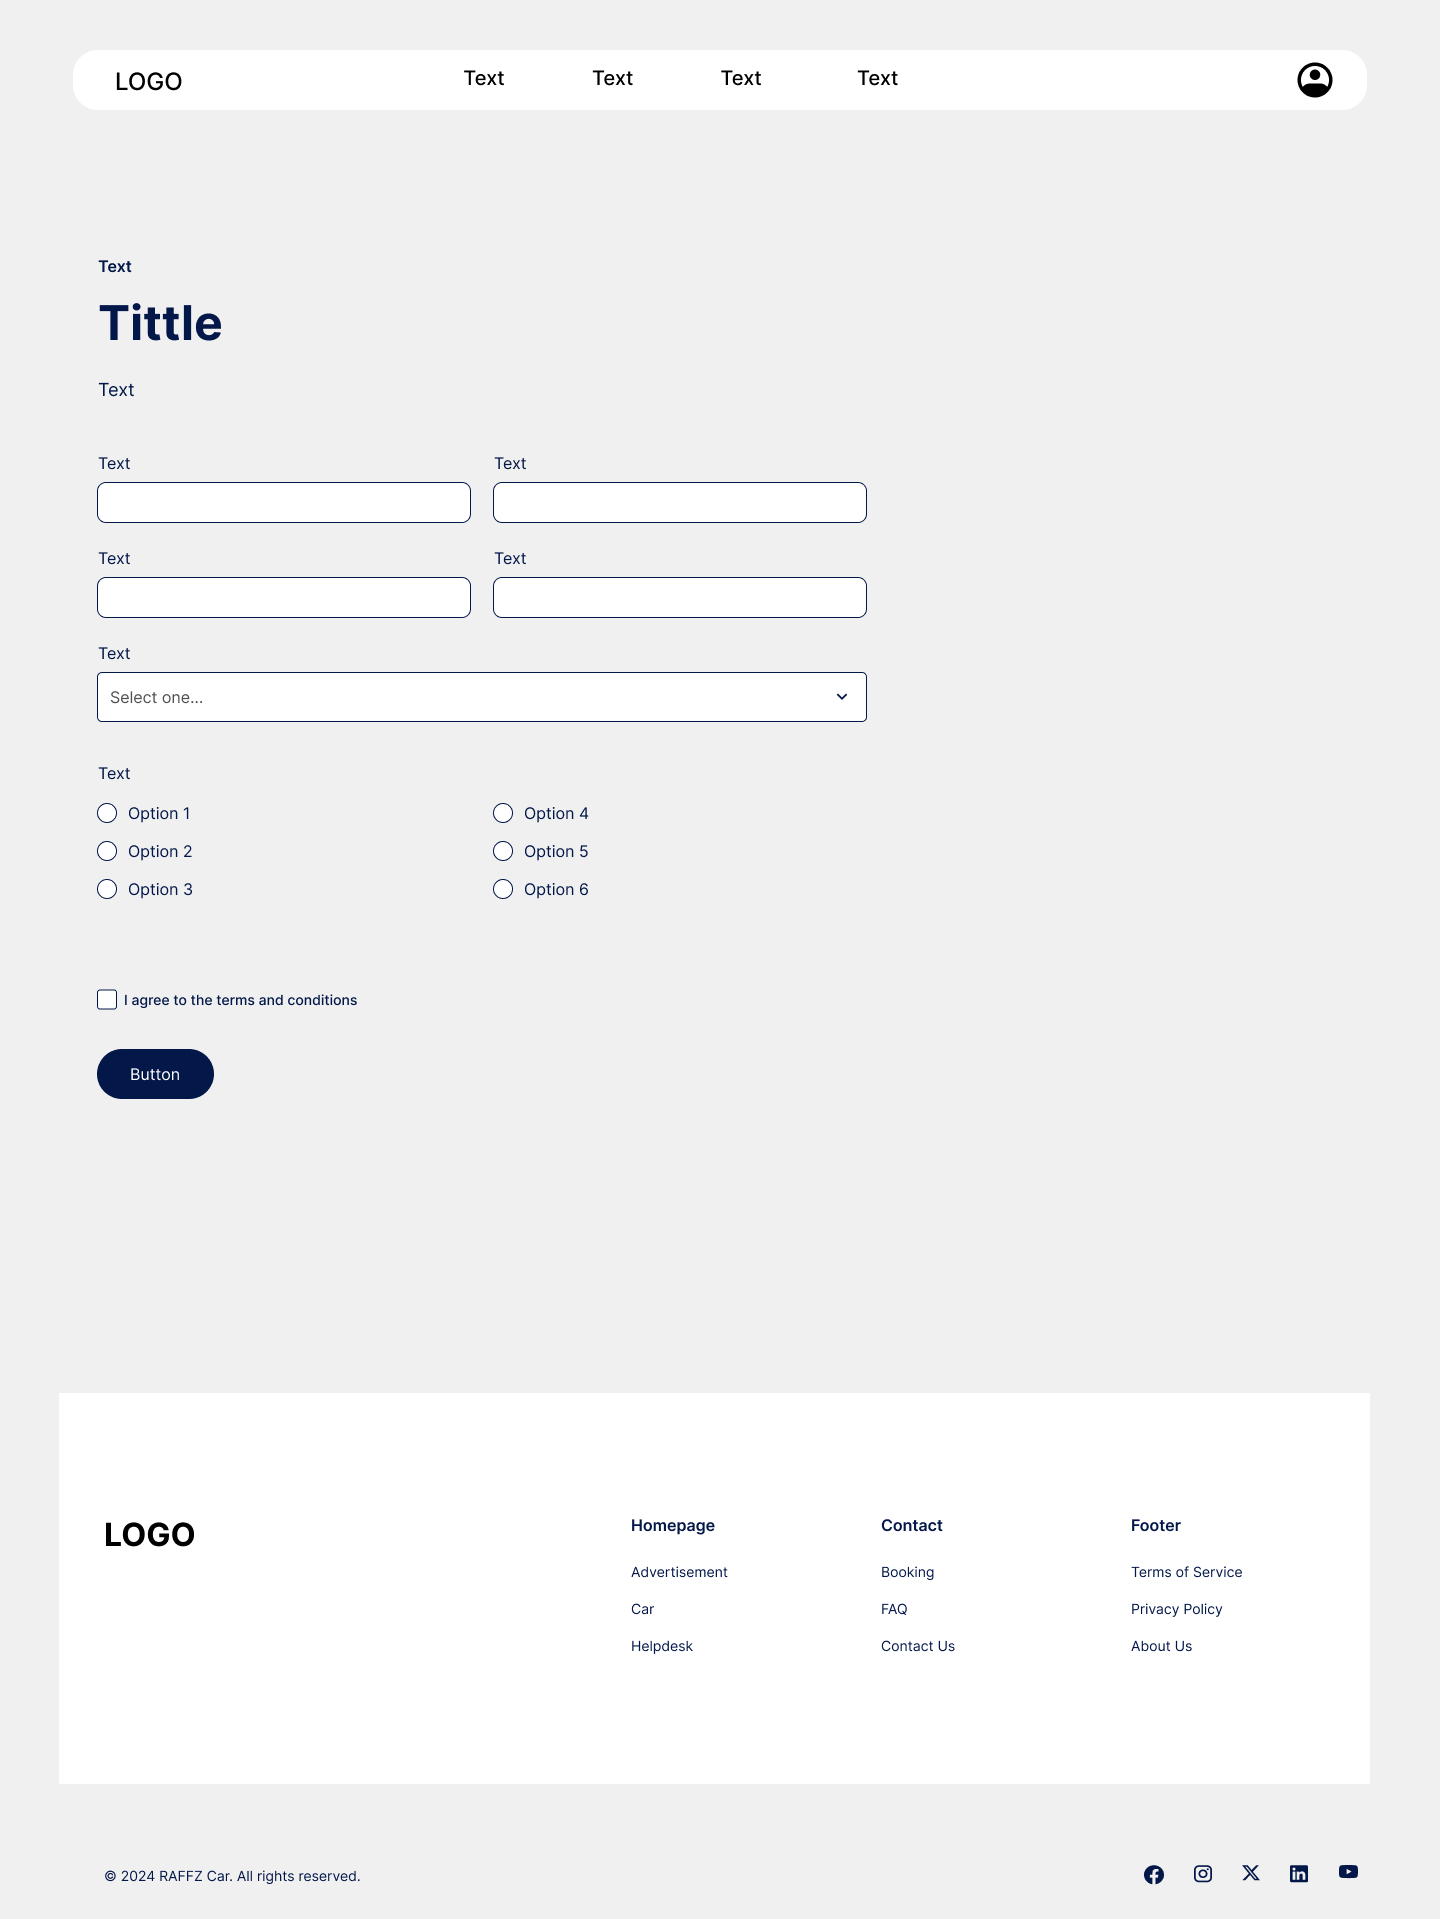 LOGO
Text
Text
Text
Text
Text
Tittle
Text
Text
Text
Text
Text
Text
Select one...
Text
Option 1
Option 4
Option 2
Option 5
Option 3
Option 6
I agree to the terms and conditions
Button
LOGO
Homepage
Advertisement
Car
Helpdesk
Contact
Booking
FAQ
Contact Us
Footer
Terms of Service
Privacy Policy
About Us
© 2024 RAFFZ Car. All rights reserved.